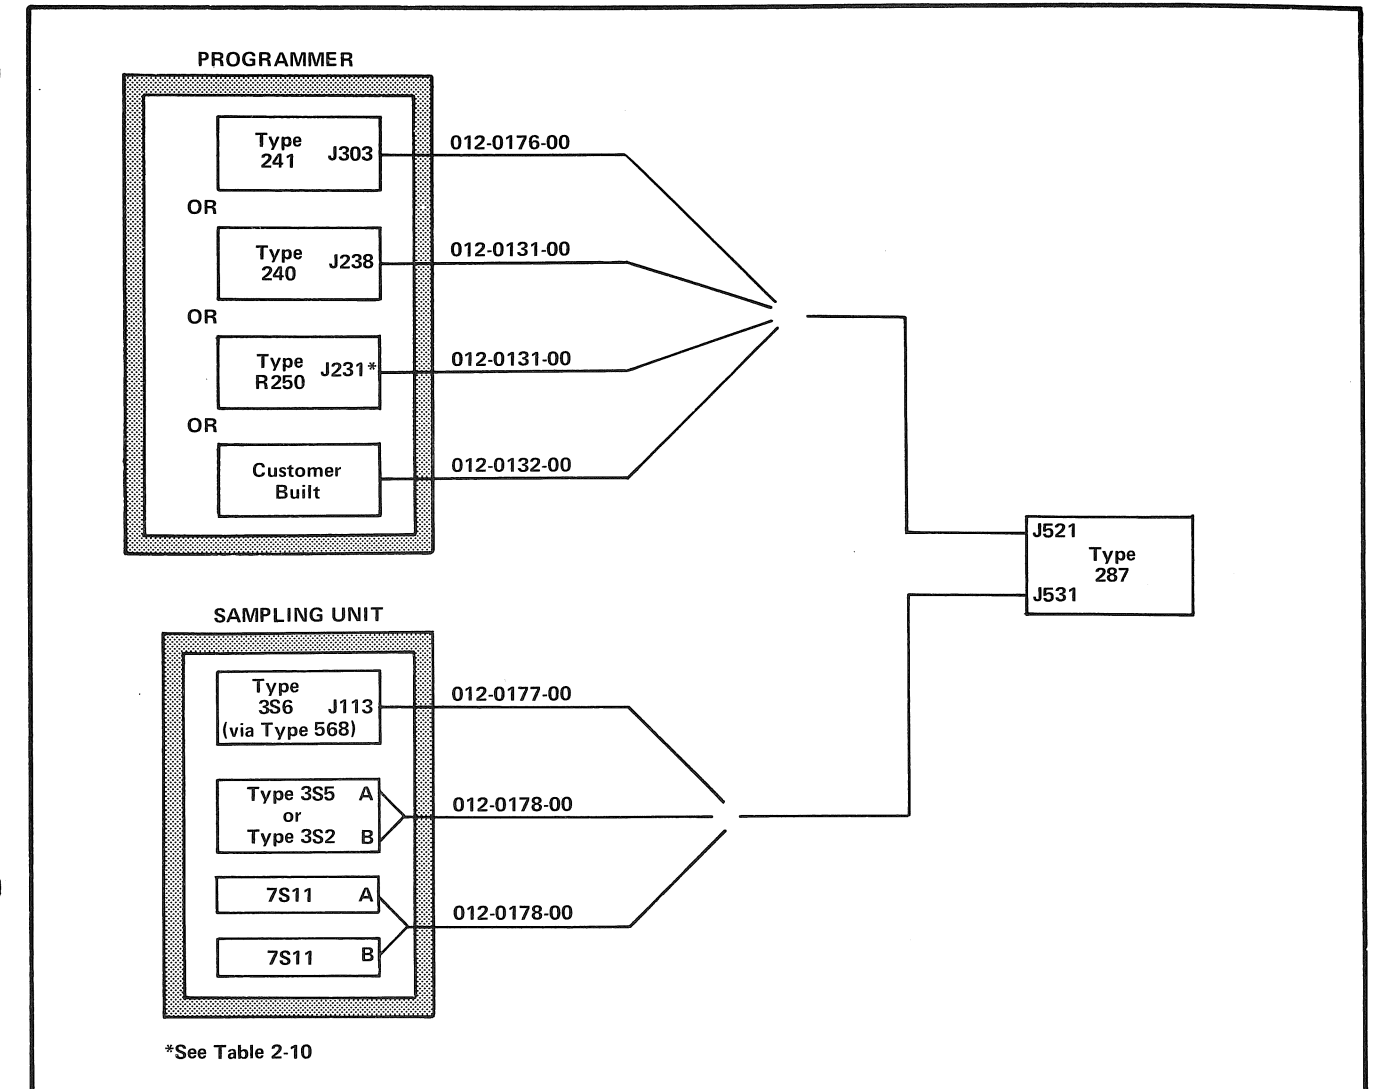 PROGRAMMER
Type
241
J303
012-0176-00
OR
Type
240
J238
012-0131-00
OR
Type
R250
J231*
012-0131-00
OR
Customer
Built
012-0132-00
J521
Type
287
J531
SAMPLING UNIT
Type
3S6
J113
(via Type 568)
012-0177-00
Type 3S5 A
or
Type 3S2 B
012-0178-00
7S11 A
012-0178-00
7S11 B
*See Table 2-10